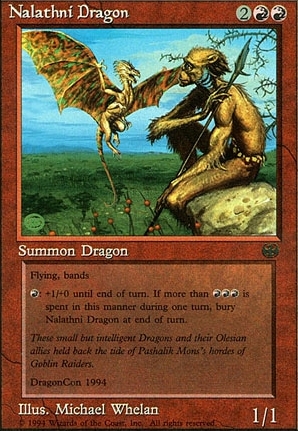 Nalathni Dragon 2
Summon Dragon
Flying, bands
: +1/+0 until end of turn. If more than is
spent in this manner during one turn, bury
Nalathni Dragon at end of turn.
These small but intelligent Dragons and their Olesian
allies held back the tide of Pashalik Mons's hordes of
Goblin Raiders.
DragonCon 1994
Illus. Michael Whelan
© 1994 Wizards of the Coast, Inc. All rights reserved.
1/1